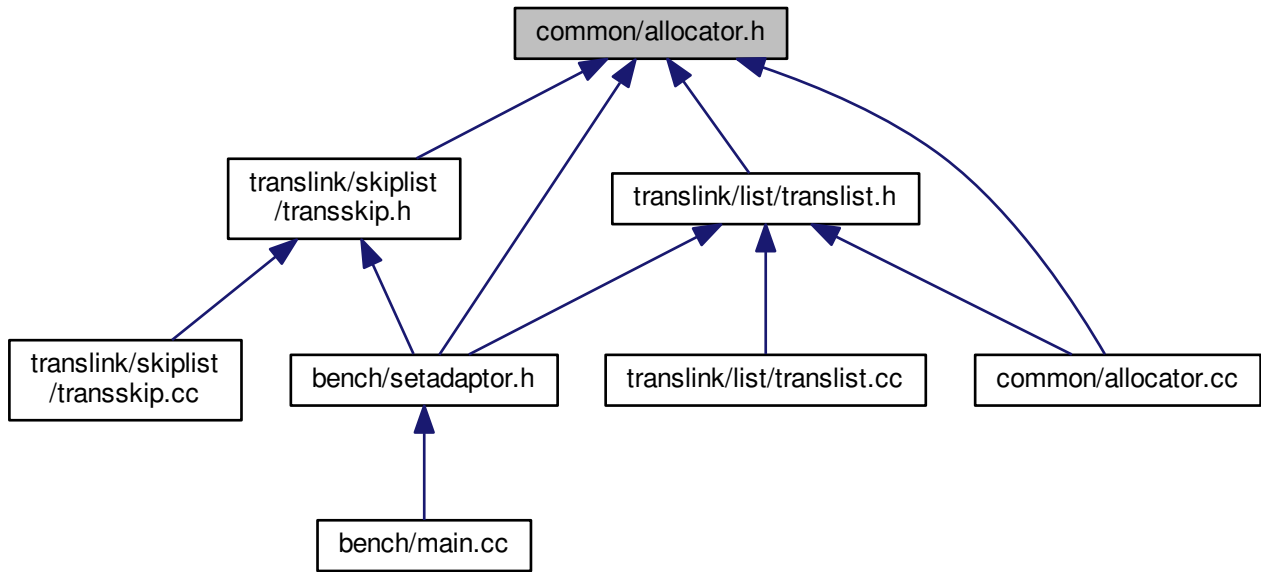 common/allocator.h
translink/skiplist
/transskip.h
translink/list/translist.h
translink/skiplist
/transskip.cc
bench/setadaptor.h
translink/list/translist.cc
common/allocator.cc
bench/main.cc